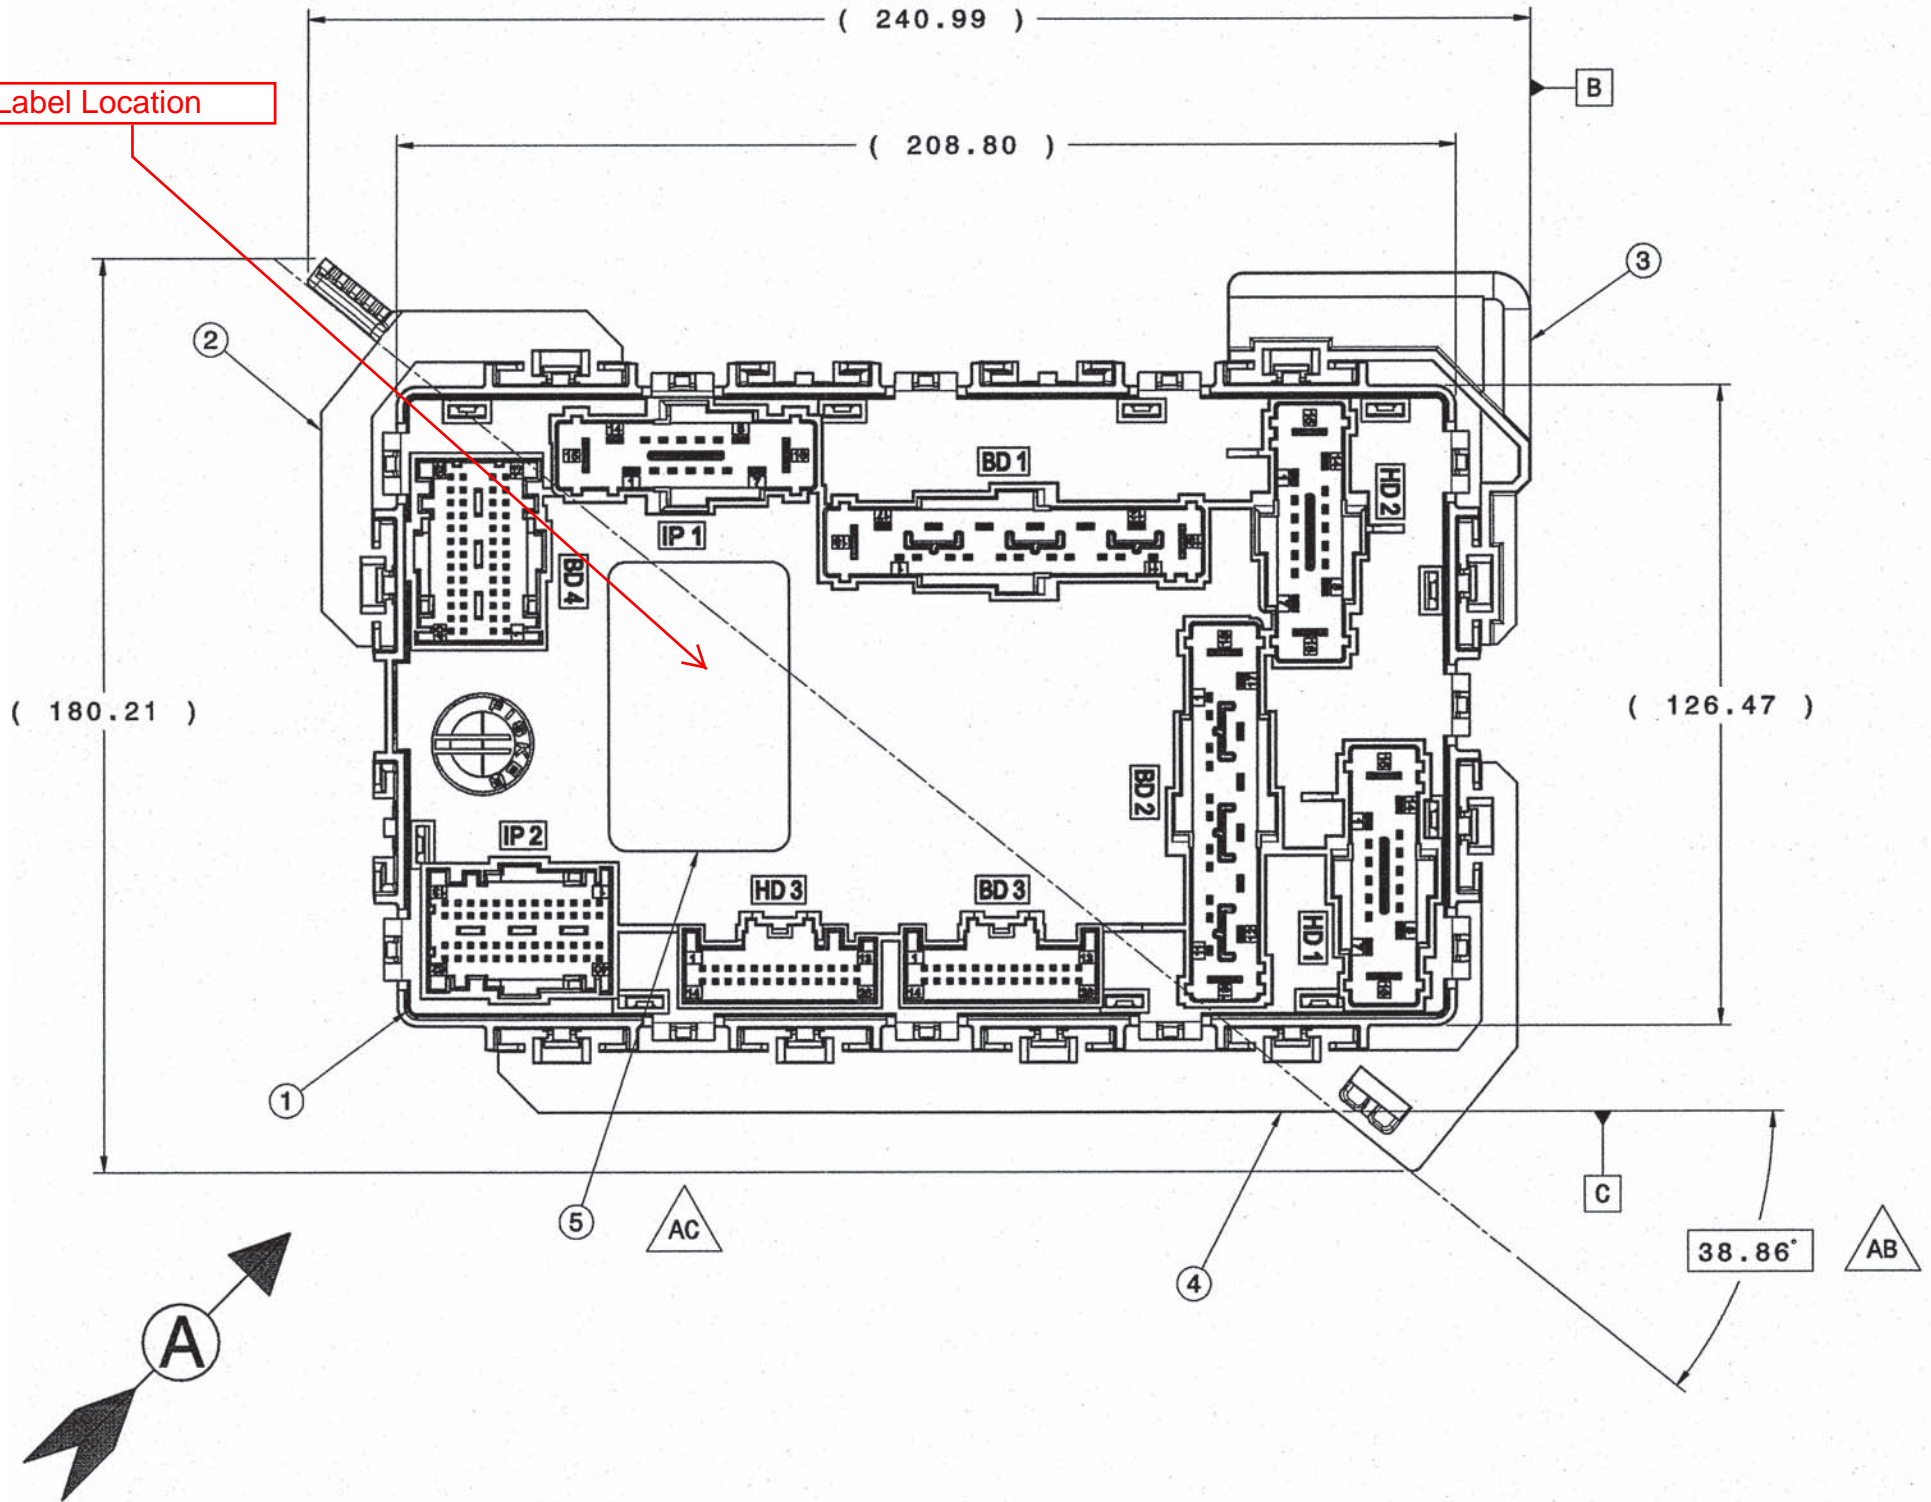 ( 240.99 )
B
Label Location
( 208.80 )
3
2
BD 1
HD 2
IP 1
BD 4
( 180.21 )
FISKER
( 126.47 )
BD 2
IP 2
HD 3
BD 3
HD 1
1
5
AC
C
4
38.86°
AB
A